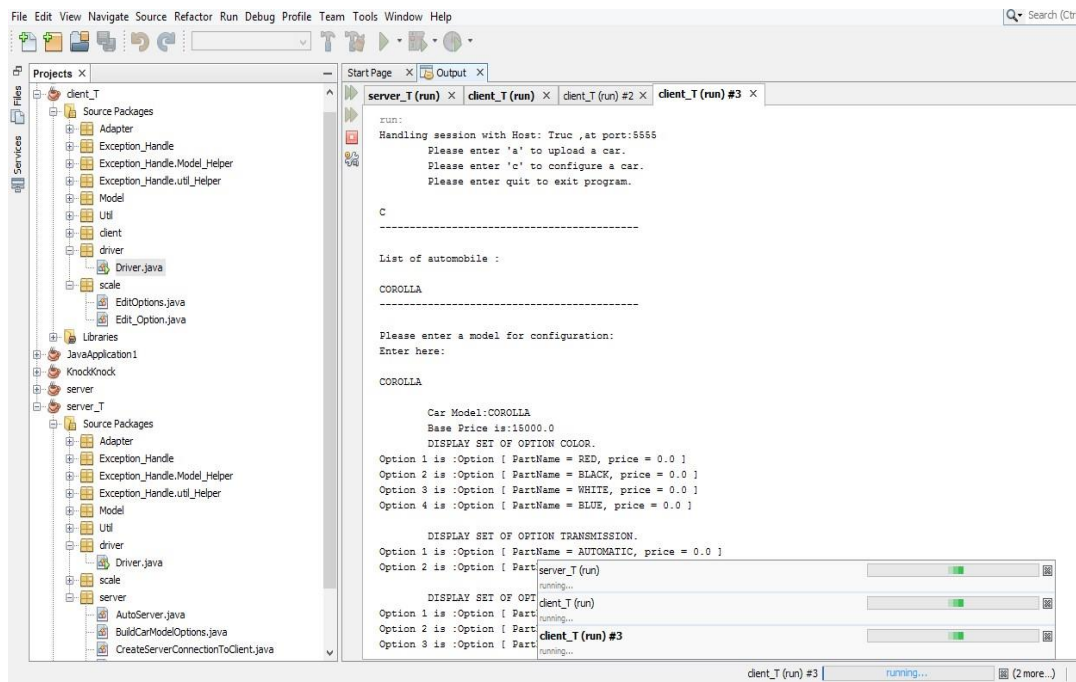 File Edit View Navigate Source Refactor Run Debug Profile Team Tools Window Help
Search (Ctr
Files
Services
Projects
client_T
Source Packages
Adapter
Exception_Handle
Exception_Handle.Model_Helper
Exception_Handle.util_Helper
Model
Util
client
driver
Driver.java
scale
EditOptions.java
Edit_Option.java
Libraries
JavaApplication1
KnockKnock
server
server_T
Source Packages
Adapter
Exception_Handle
Exception_Handle.Model_Helper
Exception_Handle.util_Helper
Model
Util
driver
Driver.java
scale
server
AutoServer.java
BuildCarModelOptions.java
CreateServerConnectionToClient.java
Start Page Output
server_T (run) client_T (run) client_T (run) #2 client_T (run) #3
run:
Handling session with Host: Truc ,at port:5555
Please enter 'a' to upload a car.
Please enter 'c' to configure a car.
Please enter quit to exit program.
C
------------------------------------------
List of automobile :
COROLLA
------------------------------------------
Please enter a model for configuration:
Enter here:
COROLLA
Car Model:COROLLA
Base Price is:15000.0
DISPLAY SET OF OPTION COLOR.
Option 1 is :Option [ PartName = RED, price = 0.0 ]
Option 2 is :Option [ PartName = BLACK, price = 0.0 ]
Option 3 is :Option [ PartName = WHITE, price = 0.0 ]
Option 4 is :Option [ PartName = BLUE, price = 0.0 ]
DISPLAY SET OF OPTION TRANSMISSION.
Option 1 is :Option [ PartName = AUTOMATIC, price = 0.0 ]
Option 2 is :Option [ Part
DISPLAY SET OF OPT
Option 1 is :Option [ Part
Option 2 is :Option [ Part
Option 3 is :Option [ Part
server_T (run)
running...
client_T (run)
running...
client_T (run) #3
running...
client_T (run) #3 running... (2 more...)